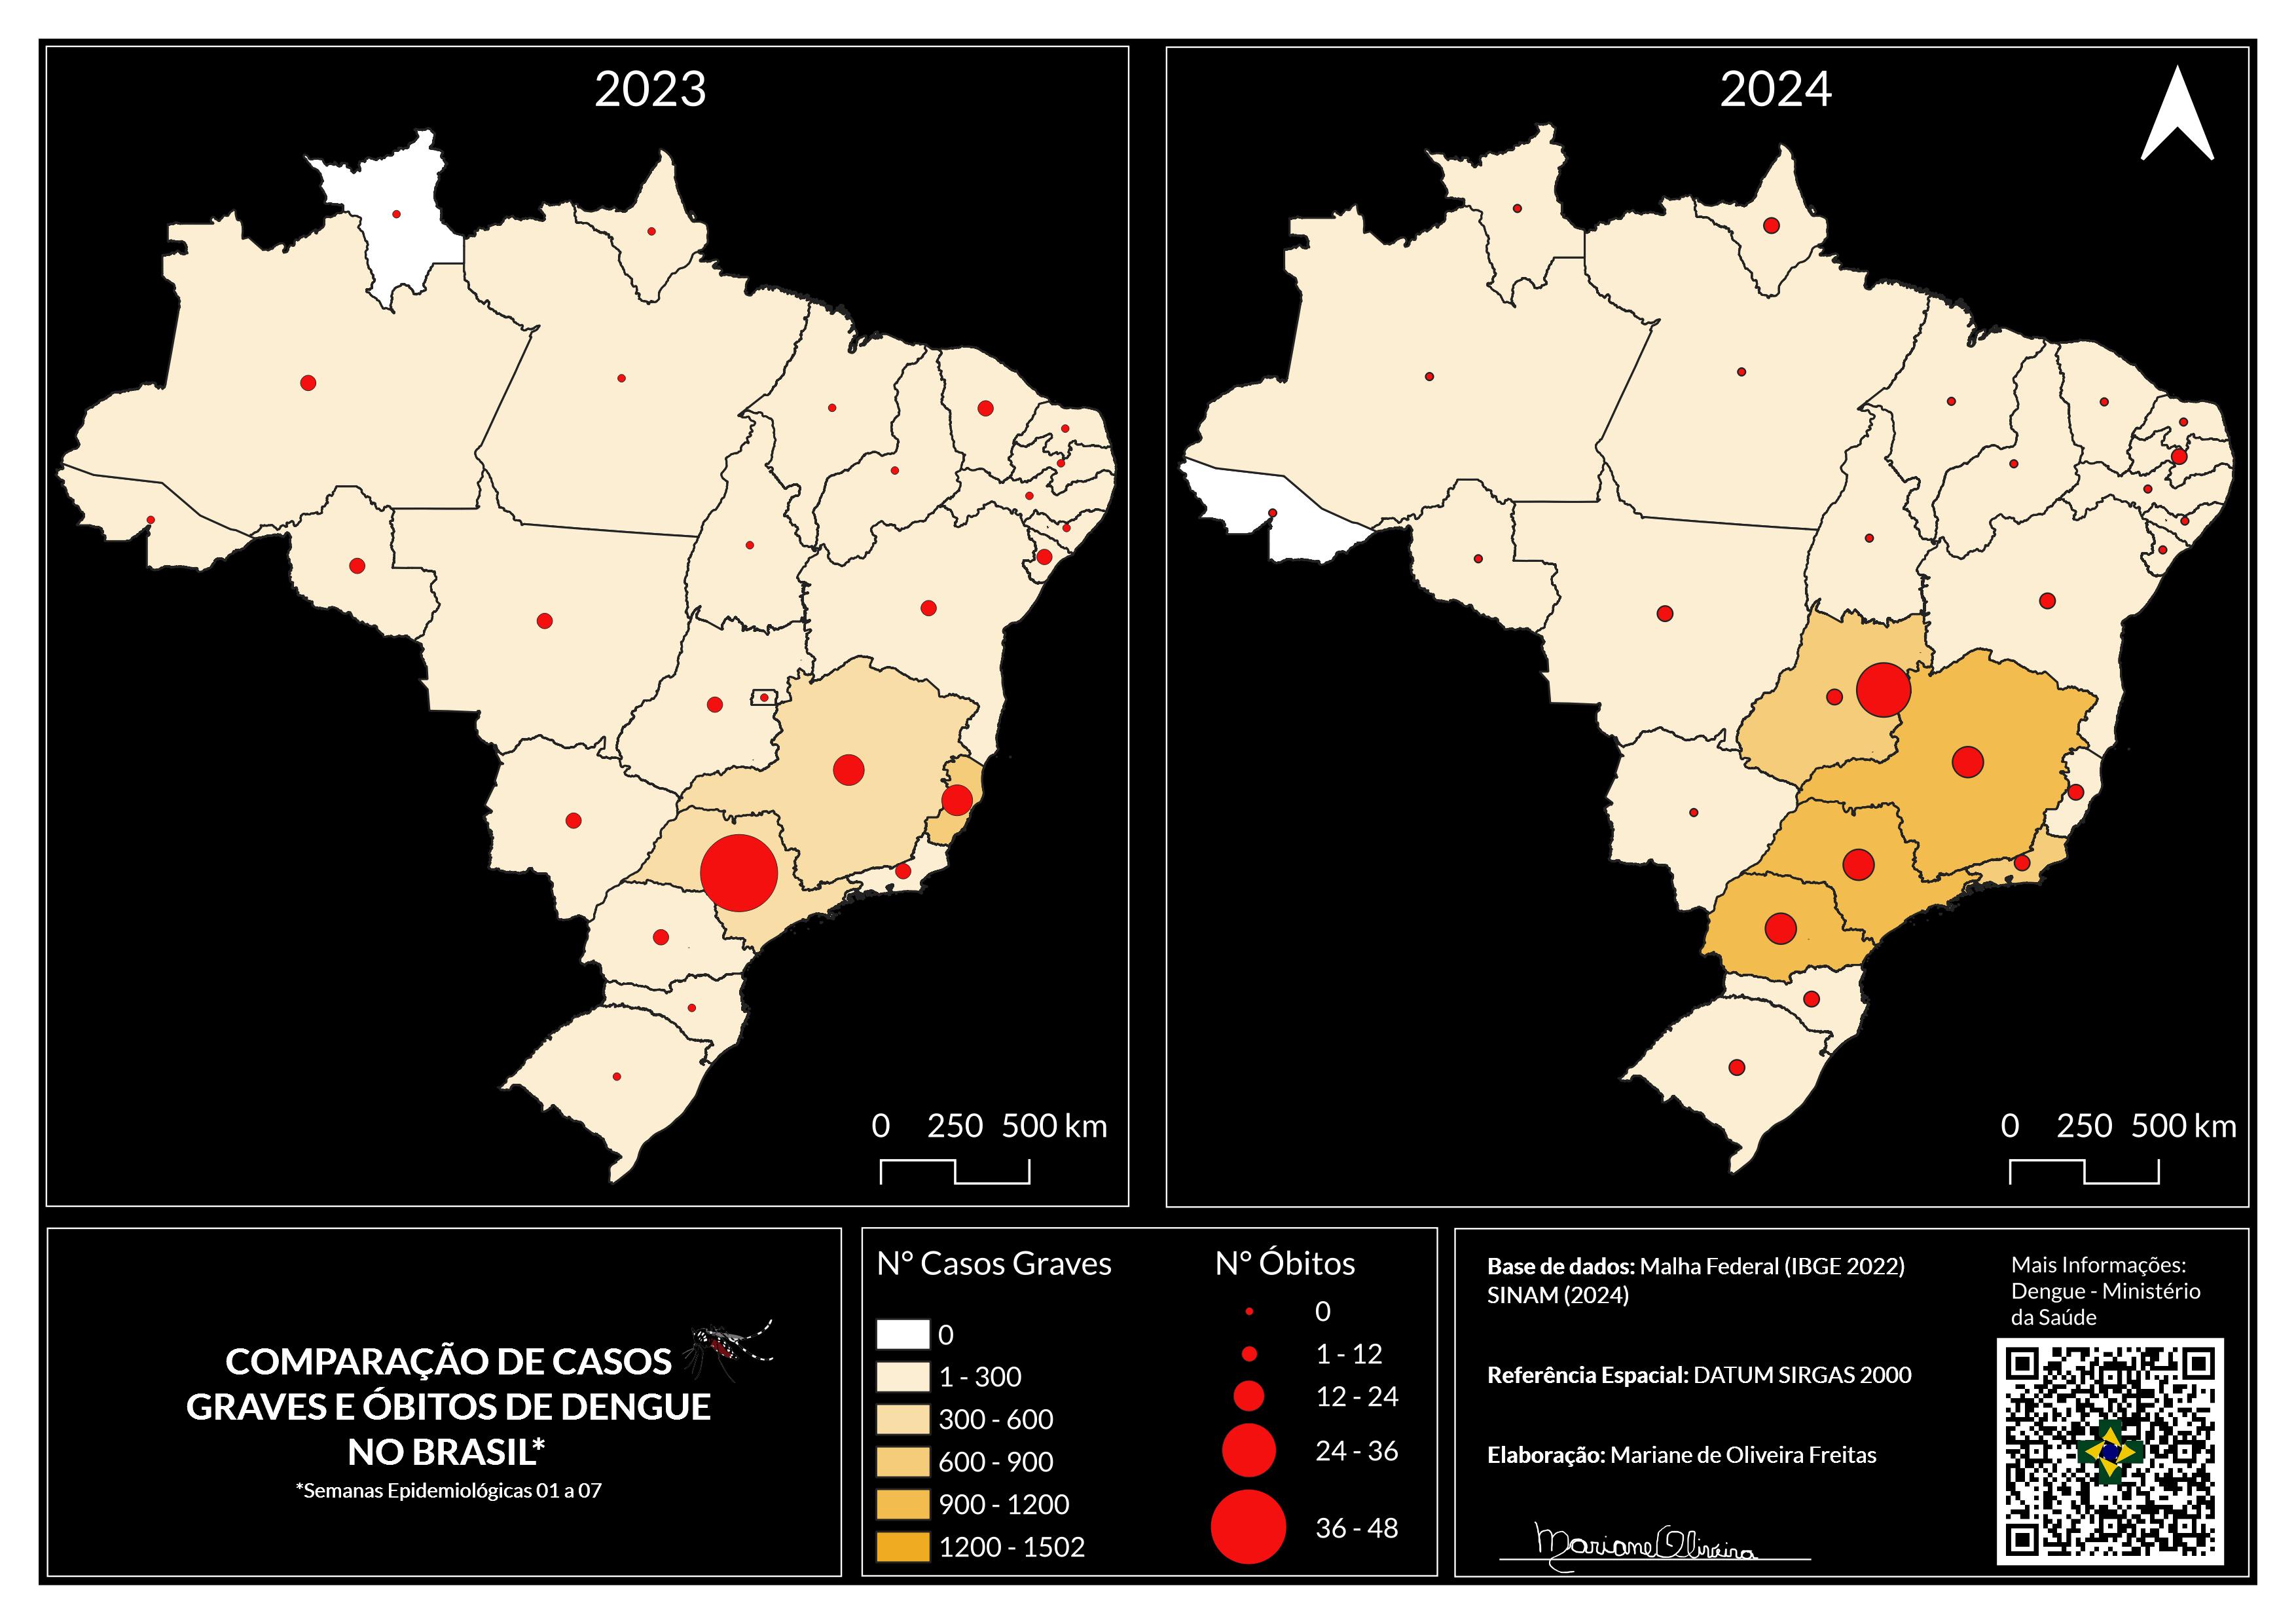 2023
2024
0 250 500 km
0 250 500 km
COMPARAÇÃO DE CASOS
GRAVES E ÓBITOS DE DENGUE
NO BRASIL*
*Semanas Epidemiológicas 01 a 07
N° Casos Graves
0
1 - 300
300 - 600
600 - 900
900 - 1200
1200 - 1502
N° Óbitos
0
1 - 12
12 - 24
24 - 36
36 - 48
Base de dados: Malha Federal (IBGE 2022)
SINAM (2024)
Referência Espacial: DATUM SIRGAS 2000
Elaboração: Mariane de Oliveira Freitas
Mariane Oliveira
Mais Informações:
Dengue - Ministério
da Saúde